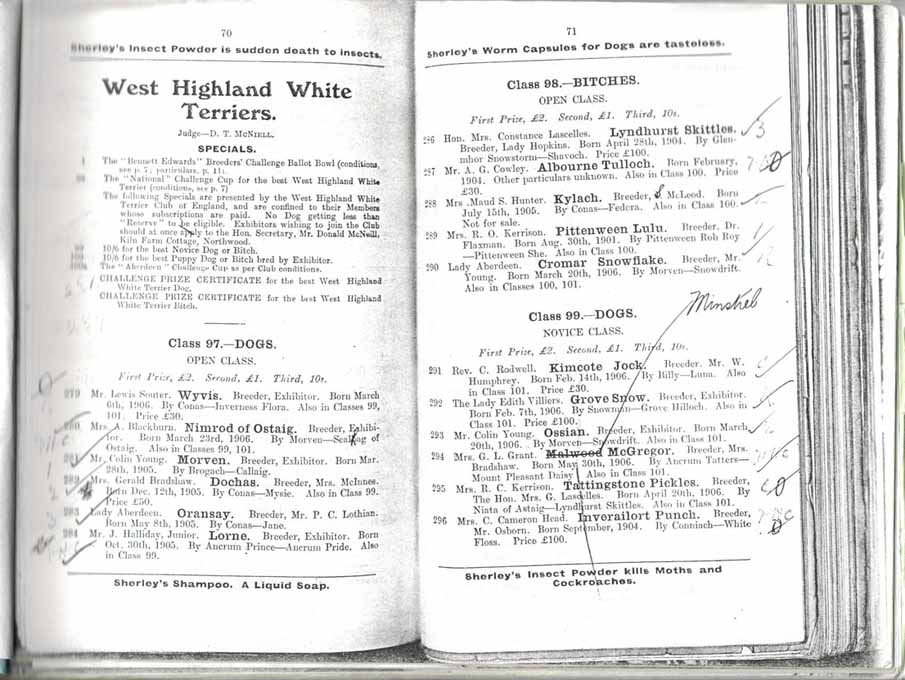 70
Sherley's Insect Powder is sudden death to insects.
West Highland White
Terriers.
Judge—D. T. McNIELL.
SPECIALS.
The "Bennett Edwards" Breeders' Challenge Ballot Bowl (conditions,
see p. 7; particulars, p. 11).
The "National" Challenge Cup for the best West Highland White
Terrier (conditions, see p. 7)
The following Specials are presented by the West Highland White
Terrier Club of England, and are confined to their Members
whose subscriptions are paid. No Dog getting less than
"Reserve" to be eligible. Exhibitors wishing to join the Club
should at once apply to the Hon. Secretary, Mr. Donald McNeill,
Kiln Farm Cottage, Northwood.
10/6 for best Novice Dog or Bitch.
10/6 for best Puppy Dog or Bitch bred by Exhibitor.
The "Aberdeen" Challenge Cup as per Club conditions.
CHALLENGE PRIZE CERTIFICATE for the best West Highland
White Terrier Dog.
CHALLENGE PRIZE CERTIFICATE for the best West Highland
White Terrier Bitch.
Class 97.—DOGS.
OPEN CLASS.
First Prize, £2. Second, £1. Third, 10s.
279 Mr. Lewis Souter. Wyvis. Breeder, Exhibitor. Born March
6th, 1906. By Conas—Inverness Flora. Also in Classes 99,
101. Price £30.
280 Mrs. A. Blackburn. Nimrod of Ostaig. Breeder, Exhibi-
tor. Born March 23rd, 1906. By Morven—Sealtag of
Ostaig. Also in Classes 99, 101.
281 Mr. Colin Young. Morven. Breeder, Exhibitor. Born Mar.
28th, 1905. By Brogach—Callaig.
282 Mrs. Gerald Bradshaw. Dochas. Breeder, Mrs. McInnes.
Born Dec. 12th, 1905. By Conas—Mysie. Also in Class 99.
Price £50.
283 Lady Aberdeen. Oransay. Breeder, Mr. P. C. Lothian.
Born May 8th, 1905. By Conas—Jane.
284 Mr. J. Halliday, Junior. Lorne. Breeder, Exhibitor. Born
Oct. 30th, 1905. By Ancrum Prince—Ancrum Pride. Also
in Class 99.
Sherley's Shampoo. A Liquid Soap.
71
Sherley's Worm Capsules for Dogs are tasteless.
Class 98.—BITCHES.
OPEN CLASS.
First Prize, £2. Second, £1. Third, 10s.
286 Hon. Mrs. Constance Lascelles. Lyndhurst Skittles. 3
Breeder, Lady Hopkins. Born April 28th, 1904. By Glen-
mhor Snowstorm—Shavoch. Price £100.
287 Mr. A. G. Cowley. Albourne Tulloch. Born February,
1904. Other particulars unknown. Also in Class 100. Price
£30.
288 Mrs .Maud S. Hunter. Kylach. Breeder, S. McLeod. Born
July 15th, 1905. By Conas—Federa. Also in Class 100.
Not for sale.
289 Mrs. R. O. Kerrison. Pittenween Lulu. Breeder, Dr.
Flaxman. Born Aug. 30th, 1901. By Pittenween Rob Roy
—Pittenween She. Also in Class 100.
290 Lady Aberdeen. Cromar Snowflake. Breeder, Mr.
Young. Born March 20th, 1906. By Morven—Snowdrift.
Also in Classes 100, 101.
Minstrel
Class 99.—DOGS.
NOVICE CLASS.
First Prize, £2. Second, £1. Third, 10s.
291 Rev. C. Rodwell. Kimcote Jock. Breeder. Mr. W.
Humphrey. Born Feb. 14th, 1906. By Billy—Luna. Also
in Class 101. Price £30.
292 The Lady Edith Villiers. Grove Snow. Breeder, Exhibitor.
Born Feb. 7th, 1906. By Snowman—Grove Hilloch. Also in
Class 101. Price £100.
293 Mr. Colin Young. Ossian. Breeder, Exhibitor. Born March
20th, 1906. By Morven—Snowdrift. Also in Class 101.
294 Mrs. G. L. Grant. Malwood McGregor. Breeder, Mrs.
Bradshaw. Born May 30th, 1906. By Ancrum Tatters—
Mount Pleasant Daisy. Also in Class 101.
295 Mrs. R. C. Kerrison. Tattingstone Pickles. Breeder,
The Hon. Mrs. G. Lascelles. Born April 20th, 1906. By
Niata of Astaig—Lyndhurst Skittles. Also in Class 101.
296 Mrs. C. Cameron Head. Inverailort Punch. Breeder,
Mr. Osborn. Born September, 1904. By Conniach—White
Floss. Price £100.
Sherley's Insect Powder kills Moths and
Cockroaches.